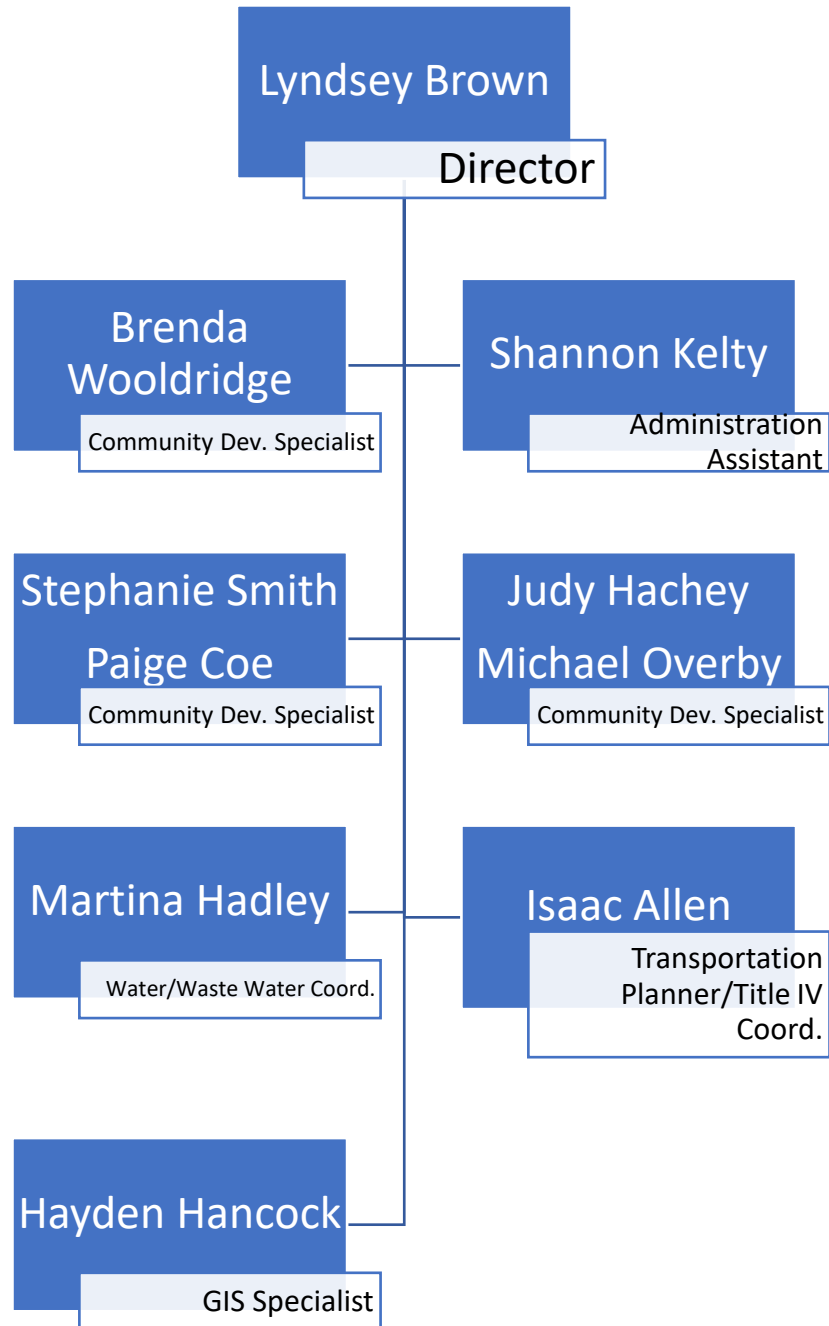 Lyndsey Brown
Director
Brenda
Wooldridge
Community Dev. Specialist
Shannon Kelty
Administration
Assistant
Stephanie Smith
Paige Coe
Community Dev. Specialist
Judy Hachey
Michael Overby
Community Dev. Specialist
Martina Hadley
Water/Waste Water Coord.
Isaac Allen
Transportation
Planner/Title IV
Coord.
Hayden Hancock
GIS Specialist